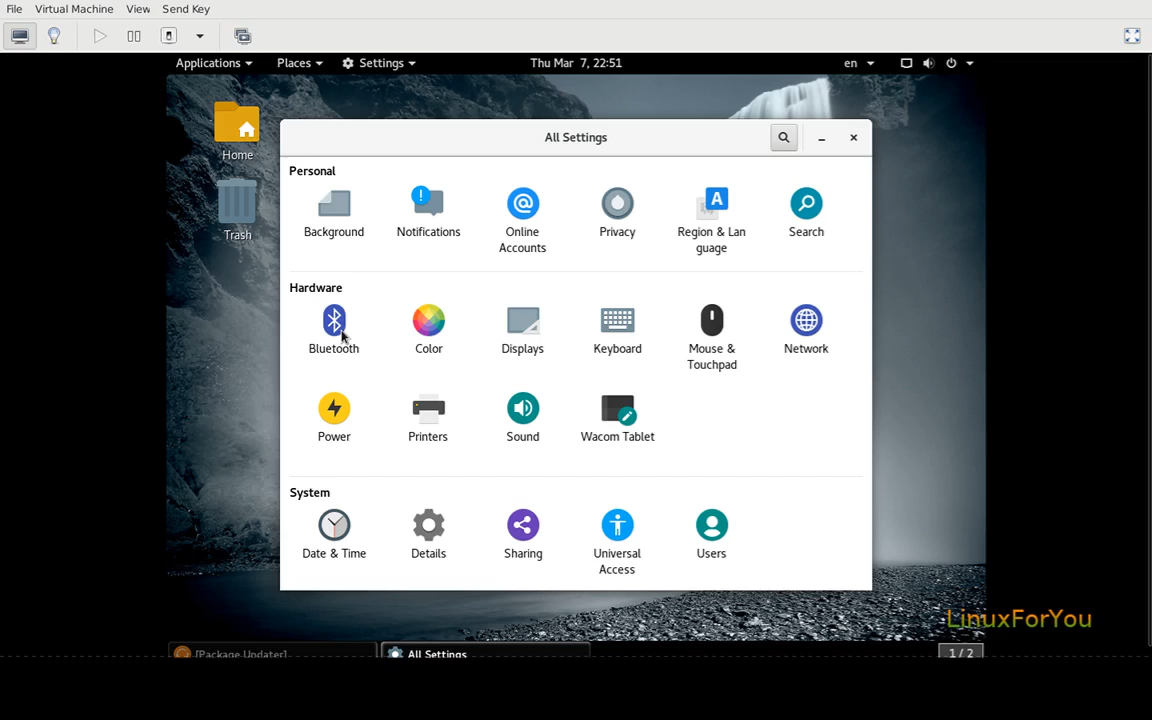 File Virtual Machine View Send Key
Applications Places Settings Thu Mar 7, 22:51 en
Home
Trash
All Settings
Personal
Background Notifications Online Accounts Privacy Region & Lan guage Search
Hardware
Bluetooth Color Displays Keyboard Mouse & Touchpad Network
Power Printers Sound Wacom Tablet
System
Date & Time Details Sharing Universal Access Users
LinuxForYou
[Package Updater] All Settings 1 / 2